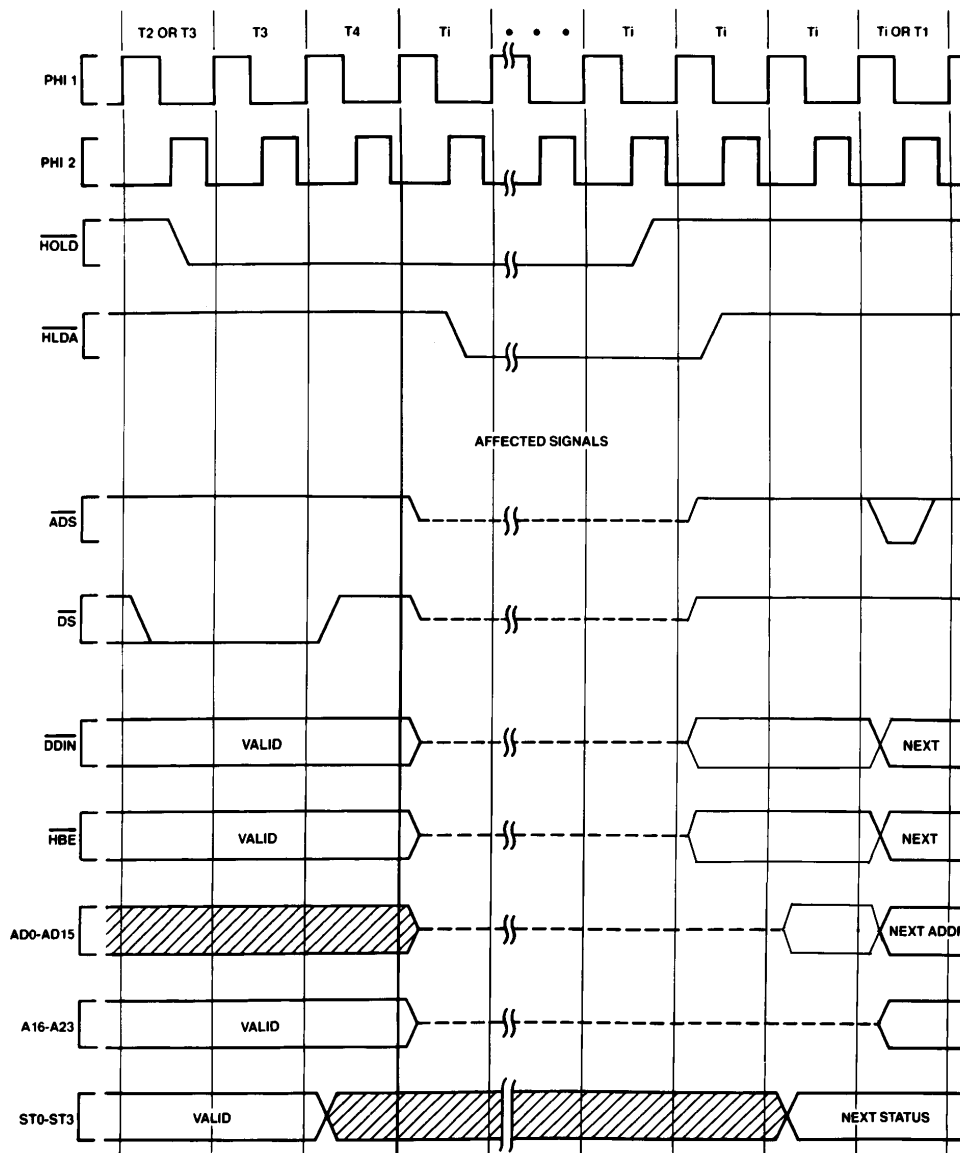 T2 OR T3 T3 T4 Ti • • • Ti Ti Ti Ti OR T1
PHI 1
PHI 2
HOLD
HLDA
AFFECTED SIGNALS
ADS
DS
DDIN VALID NEXT
HBE VALID NEXT
AD0-AD15 NEXT ADDR
A16-A23 VALID
ST0-ST3 VALID NEXT STATUS